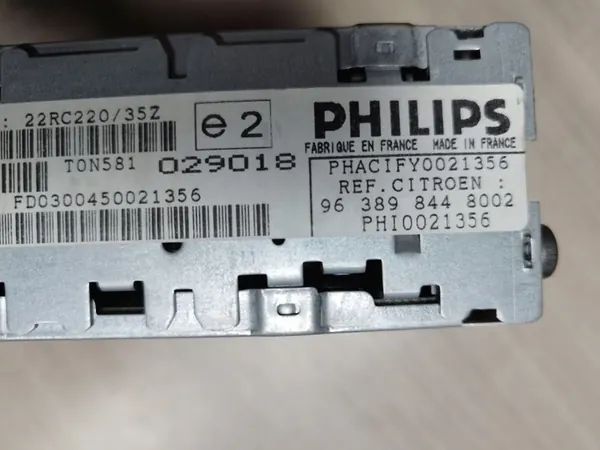 : 22RC220/35Z
e2
PHILIPS
FABRIQUE EN FRANCE MADE IN FRANCE
TON581 029018
PHACIFY0021356
REF.CITROEN :
FD0300450021356
96 389 844 8002
PHI0021356